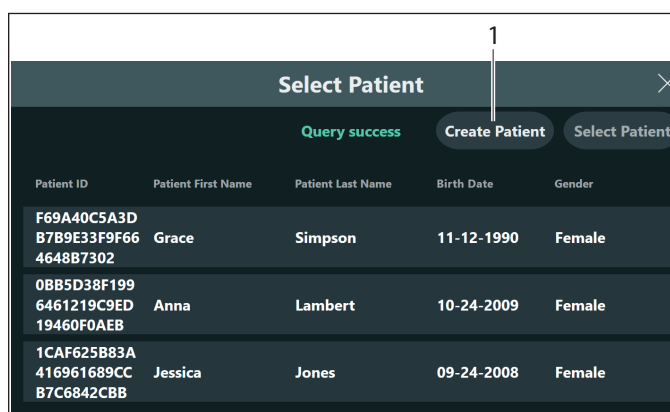 1
Select Patient
Query success Create Patient Select Patient
Patient ID Patient First Name Patient Last Name Birth Date Gender
F69A40C5A3D
B7B9E33F9F66 Grace Simpson 11-12-1990 Female
4648B7302
0BB5D38F199
6461219C9ED Anna Lambert 10-24-2009 Female
19460F0AEB
1CAF625B83A
416961689CC Jessica Jones 09-24-2008 Female
B7C6842CBB